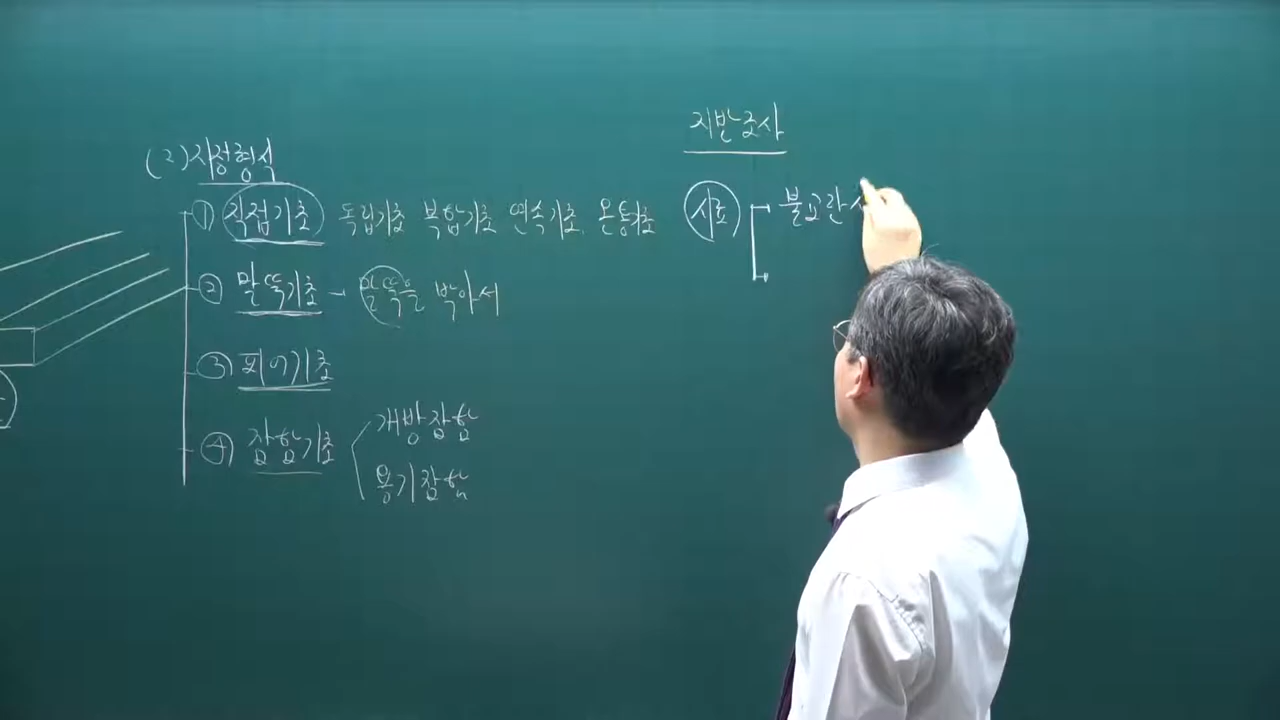 (2) 지정형식
① 직접기초 독립기초 복합기초 연속기초. 온통기초
② 말뚝기초 - 말뚝을 박아서
③ 피어기초
④ 잠함기초
개방잠함
용기잠함
지반조사
시료
불교란 시